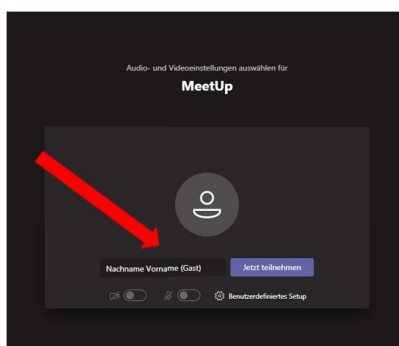 Audio- und Videoeinstellungen auswählen für
MeetUp
Nachname Vorname (Gast)
Jetzt teilnehmen
Benutzerdefiniertes Setup